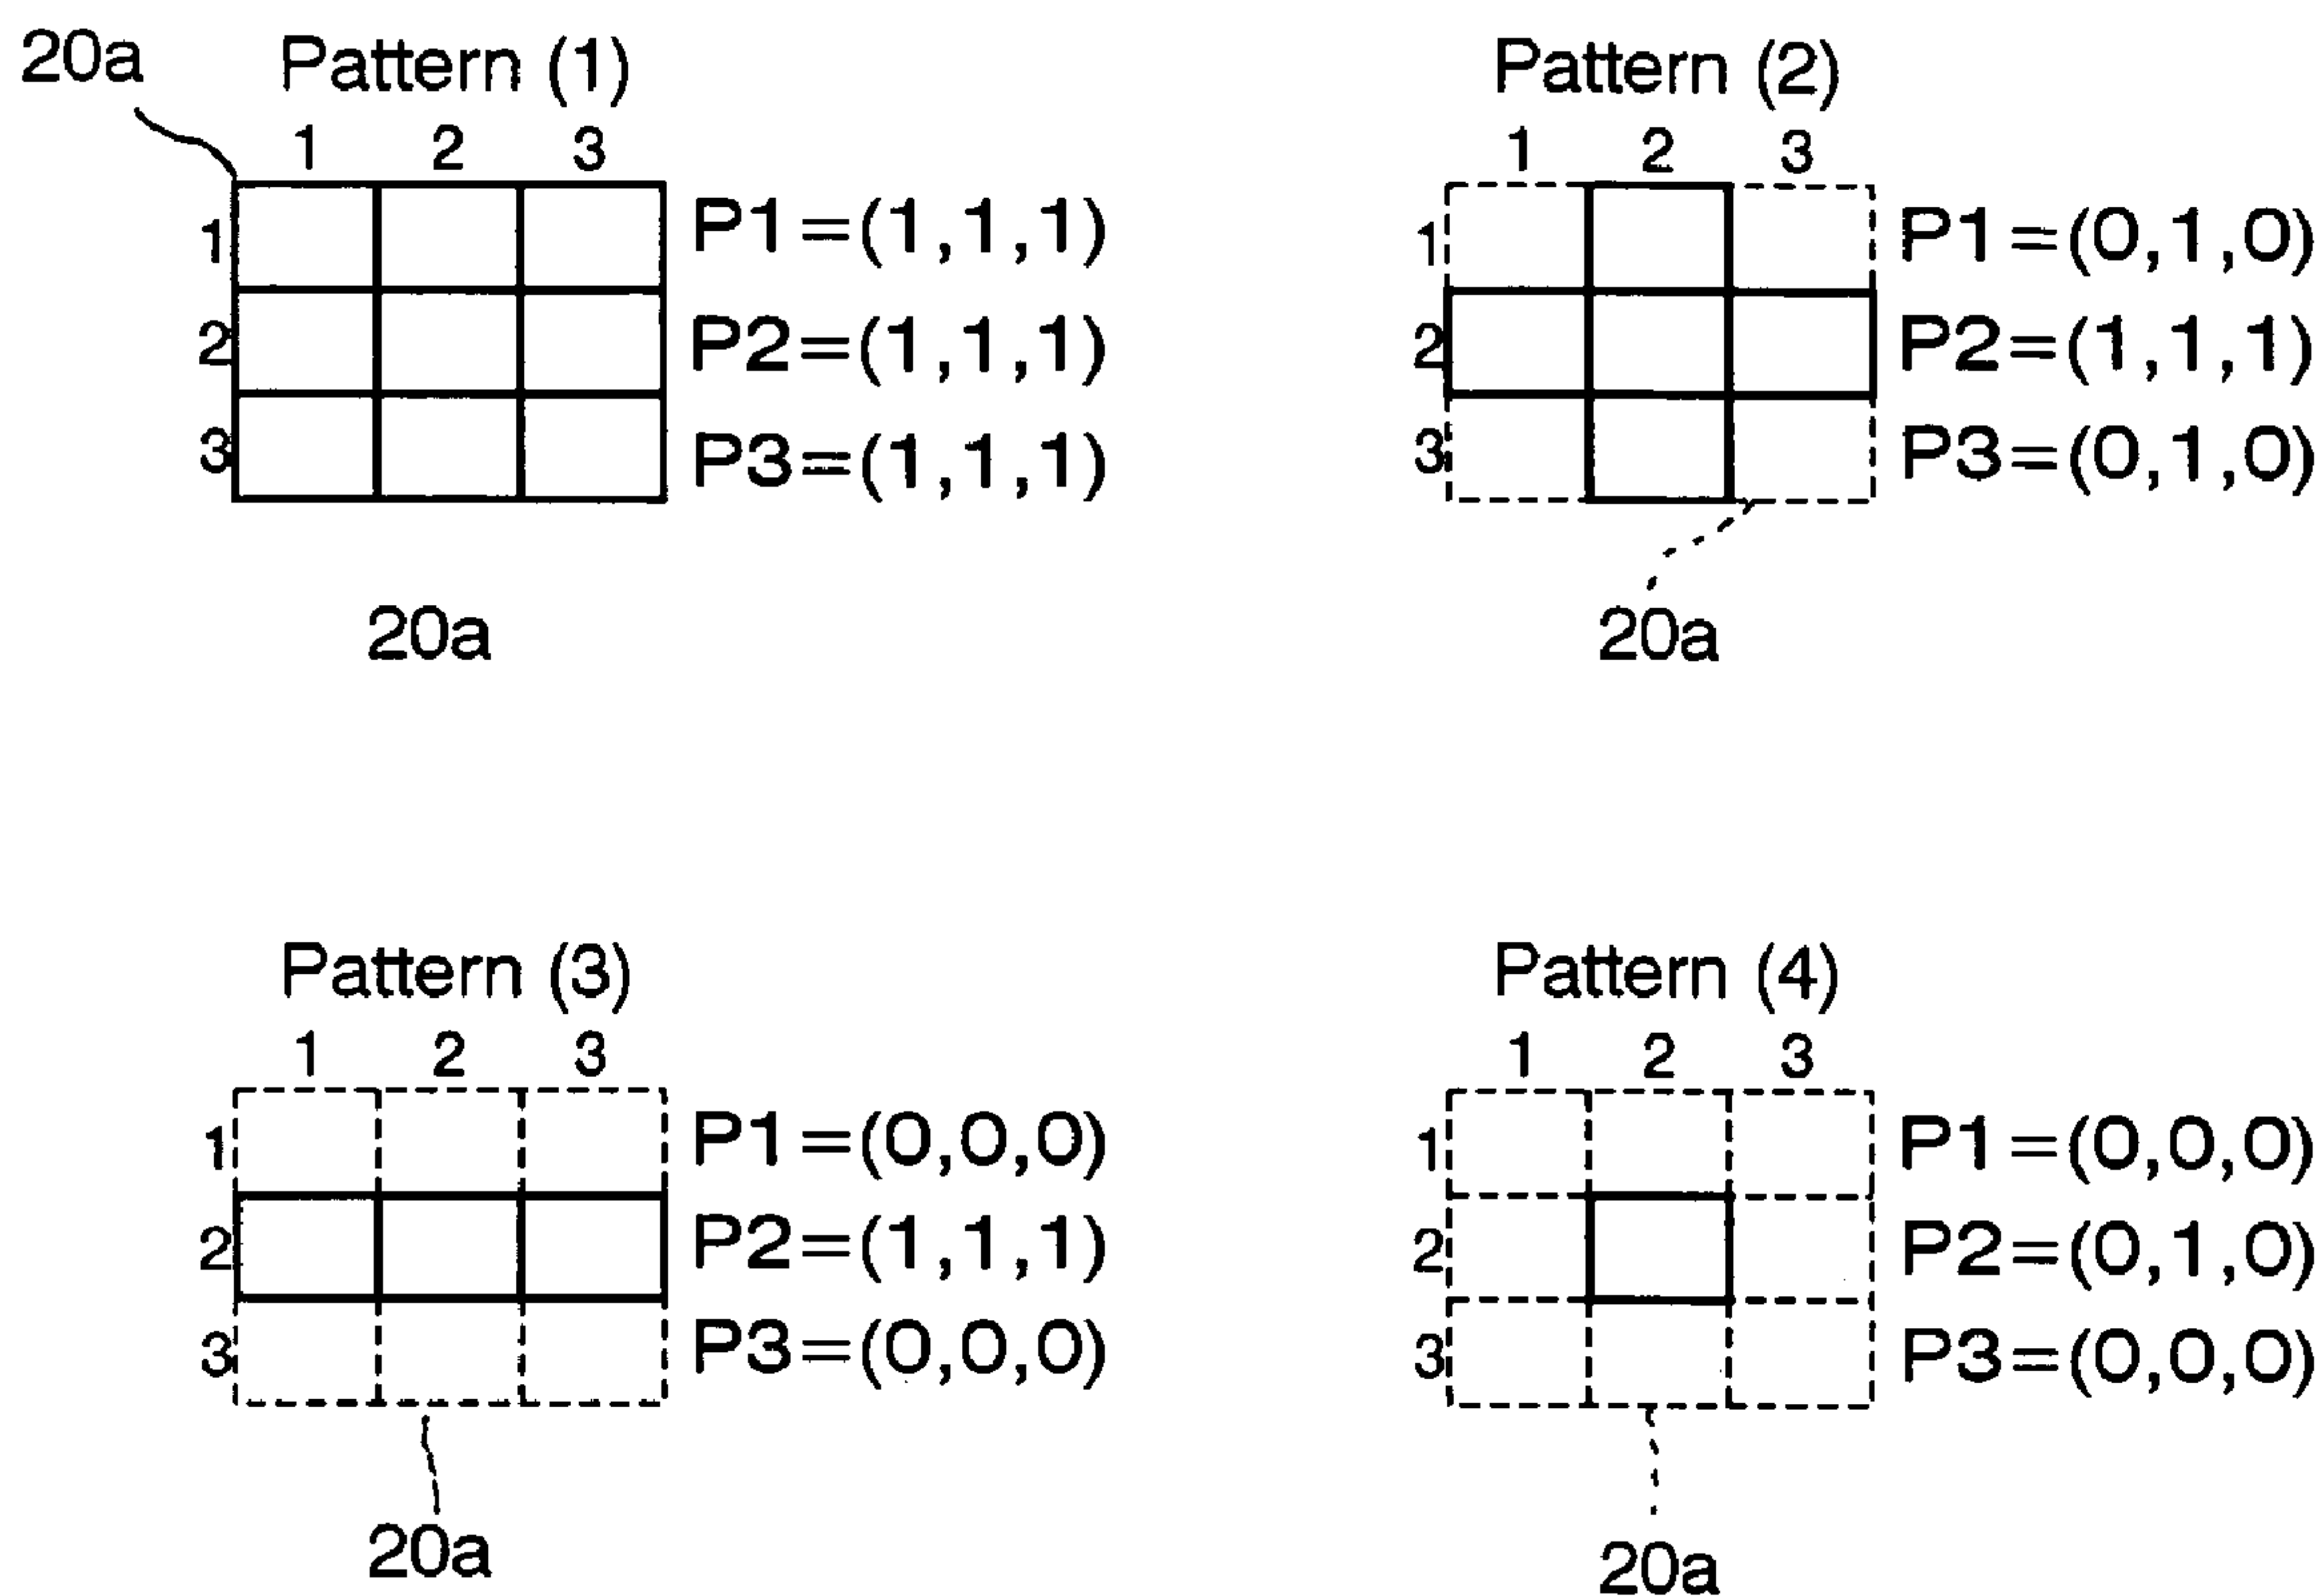 20a
Pattern (1)
1 2 3
1 P1=(1,1,1)
2 P2=(1,1,1)
3 P3=(1,1,1)
20a
Pattern (2)
1 2 3
1 P1=(0,1,0)
2 P2=(1,1,1)
3 P3=(0,1,0)
20a
Pattern (3)
1 2 3
1 P1=(0,0,0)
2 P2=(1,1,1)
3 P3=(0,0,0)
20a
Pattern (4)
1 2 3
1 P1=(0,0,0)
2 P2=(0,1,0)
3 P3=(0,0,0)
20a